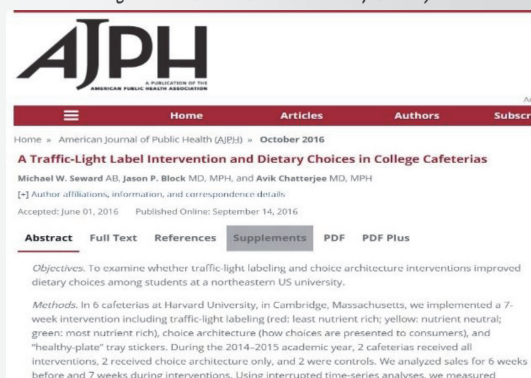 AJPH
A PUBLICATION OF THE
AMERICAN PUBLIC HEALTH ASSOCIATION
Home Articles Authors Subscr
Home » American Journal of Public Health (AJPH) » October 2016
A Traffic-Light Label Intervention and Dietary Choices in College Cafeterias
Michael W. Seward AB, Jason P. Block MD, MPH, and Avik Chatterjee MD, MPH
[+] Author affiliations, information, and correspondence details
Accepted: June 01, 2016 Published Online: September 14, 2016
Abstract Full Text References Supplements PDF PDF Plus
Objectives. To examine whether traffic-light labeling and choice architecture interventions improved
dietary choices among students at a northeastern US university.
Methods. In 6 cafeterias at Harvard University, in Cambridge, Massachusetts, we implemented a 7-
week intervention including traffic-light labeling (red: least nutrient rich; yellow: nutrient neutral;
green: most nutrient rich), choice architecture (how choices are presented to consumers), and
"healthy-plate" tray stickers. During the 2014–2015 academic year, 2 cafeterias received all
interventions, 2 received choice architecture only, and 2 were controls. We analyzed sales for 6 weeks
before and 7 weeks during interventions. Using interrupted time-series analyses, we measured